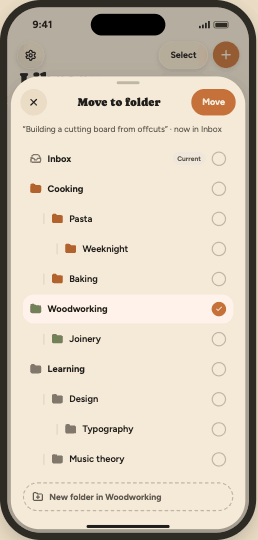 9:41
Select
Move to folder
Move
"Building a cutting board from offcuts" · now in Inbox
Inbox
Current
Cooking
Pasta
Weeknight
Baking
Woodworking
Joinery
Learning
Design
Typography
Music theory
New folder in Woodworking